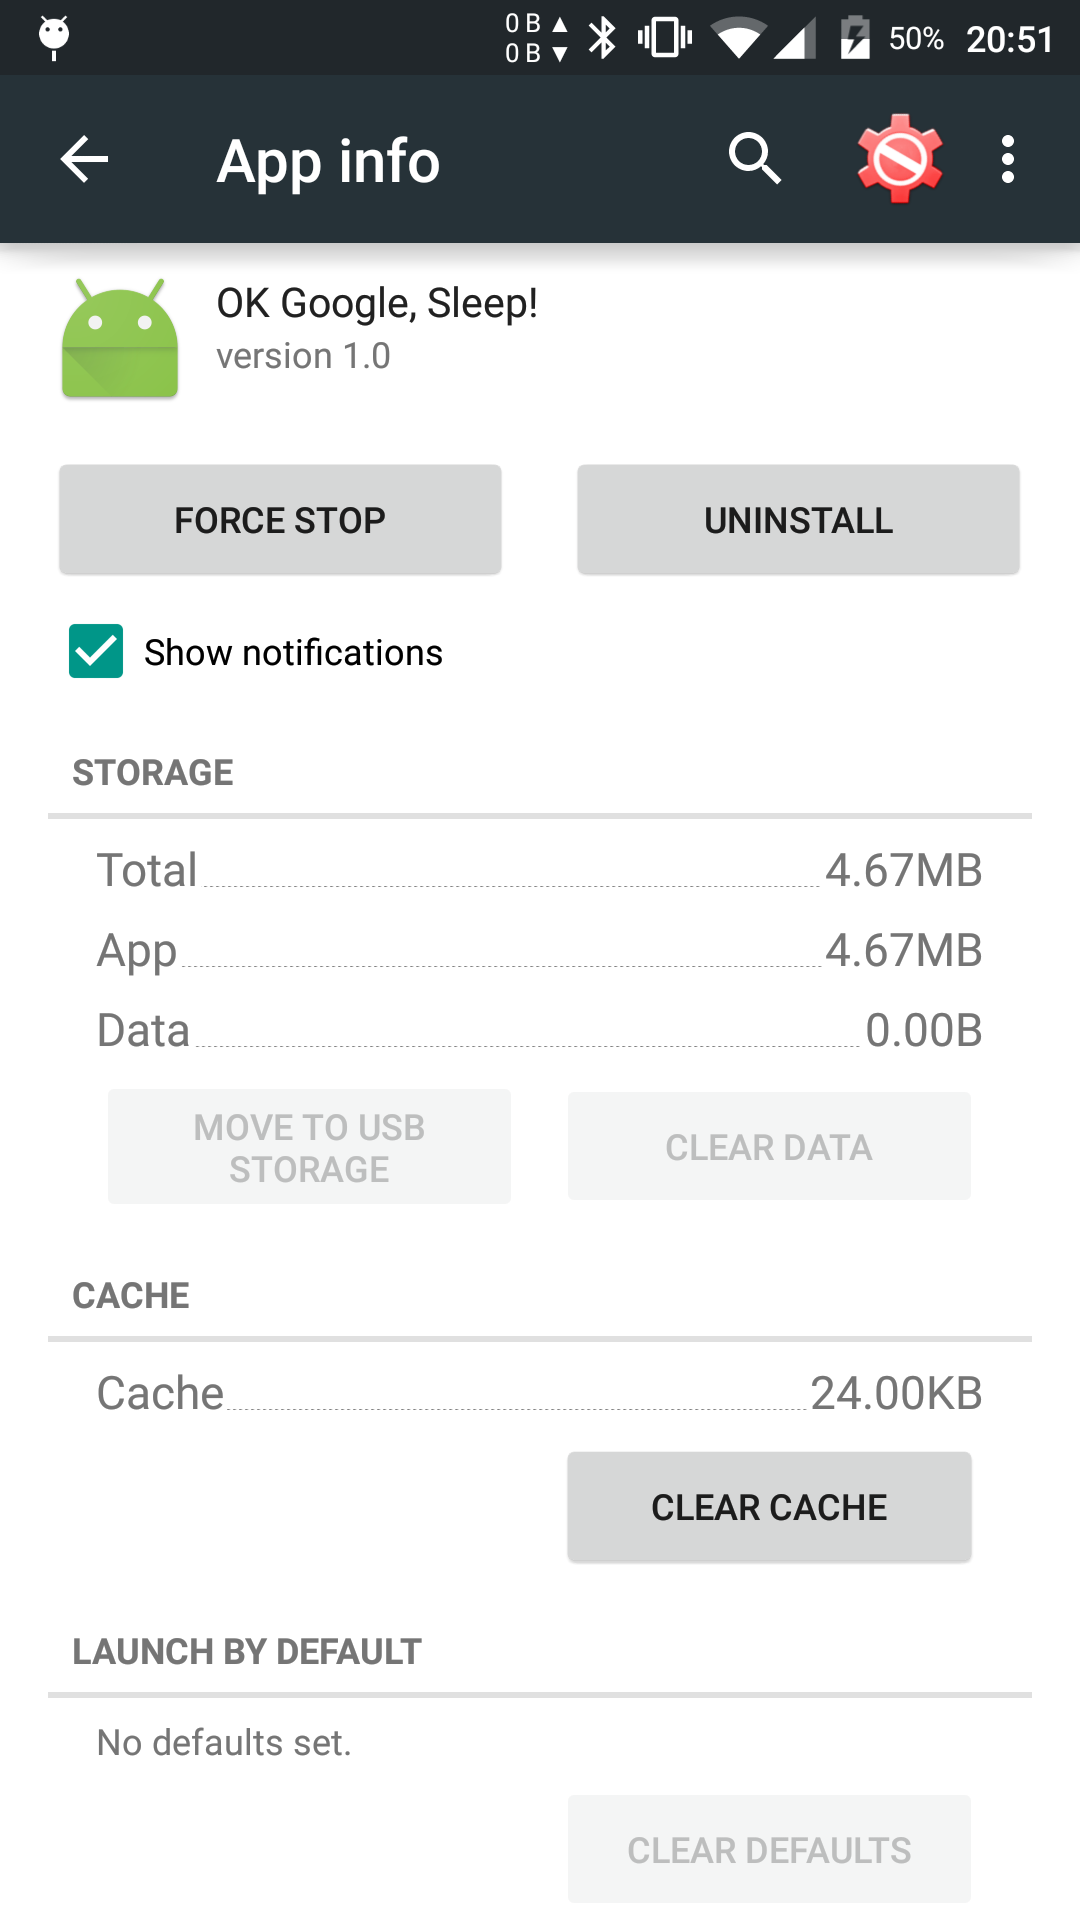 0 B ▲
0 B ▼
50% 20:51
App info
OK Google, Sleep!
version 1.0
FORCE STOP
UNINSTALL
Show notifications
STORAGE
Total 4.67MB
App 4.67MB
Data 0.00B
MOVE TO USB
STORAGE
CLEAR DATA
CACHE
Cache 24.00KB
CLEAR CACHE
LAUNCH BY DEFAULT
No defaults set.
CLEAR DEFAULTS